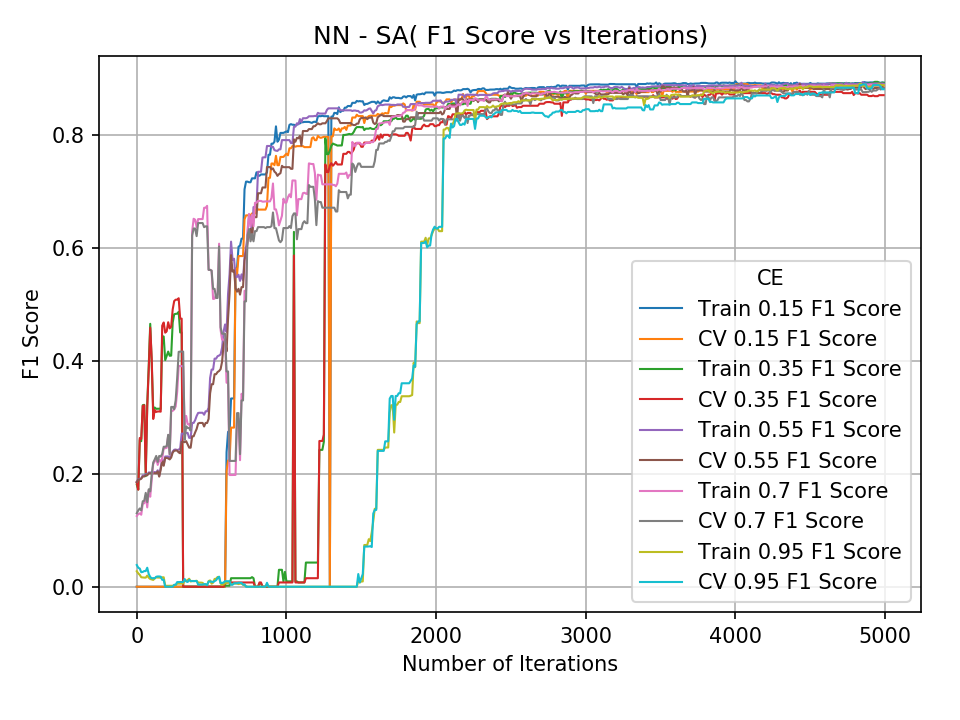 NN - SA( F1 Score vs Iterations)
F1 Score
0.8
0.6
0.4
0.2
0.0
0
1000
2000
3000
4000
5000
Number of Iterations
CE
Train 0.15 F1 Score
CV 0.15 F1 Score
Train 0.35 F1 Score
CV 0.35 F1 Score
Train 0.55 F1 Score
CV 0.55 F1 Score
Train 0.7 F1 Score
CV 0.7 F1 Score
Train 0.95 F1 Score
CV 0.95 F1 Score